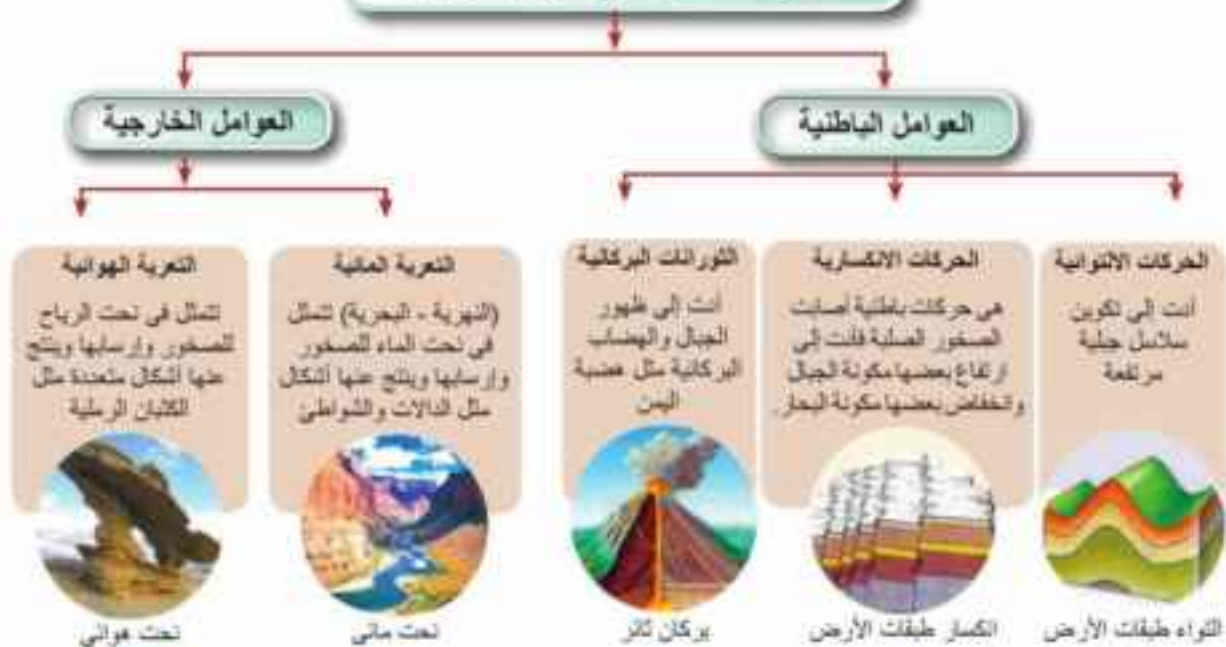 العوامل الباطنية
العوامل الخارجية
الحركات الالتوائية
أدت إلى تكوين
سلاسل جبلية
مرتفعة
التواء طبقات الأرض
الحركات الانكسارية
هي حركات باطنية أصابت
الصخور الصلبة فأدت إلى
ارتفاع بعضها مكونة الجبال
وانخفاض بعضها مكونة البحار.
انكسار طبقات الأرض
الثورانات البركانية
أدت إلى ظهور
الجبال والهضاب
البركانية مثل هضبة
اليمن
بركان ثائر
التعرية المائية
(النهرية - البحرية) تتمثل
في نحت الماء للصخور
وإرسابها وينتج عنها أشكال
مثل الدالات والشواطئ
نحت مائي
التعرية الهوائية
تتمثل في نحت الرياح
للصخور وإرسابها وينتج
عنها أشكال متعددة مثل
الكثبان الرملية
نحت هوائي